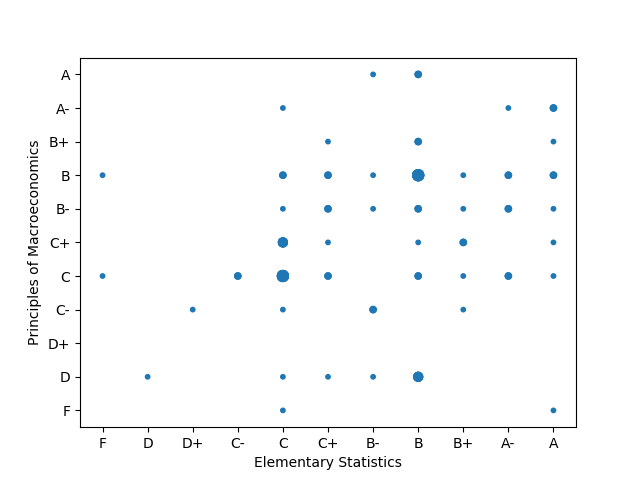 A
A-
B+
B
B-
C+
C
C-
D+
D
F
Principles of Macroeconomics
F D D+ C- C C+ B- B B+ A- A
Elementary Statistics